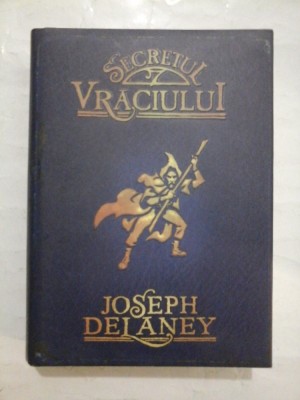 SECRETUL
VRACIULUI
JOSEPH
DELANEY